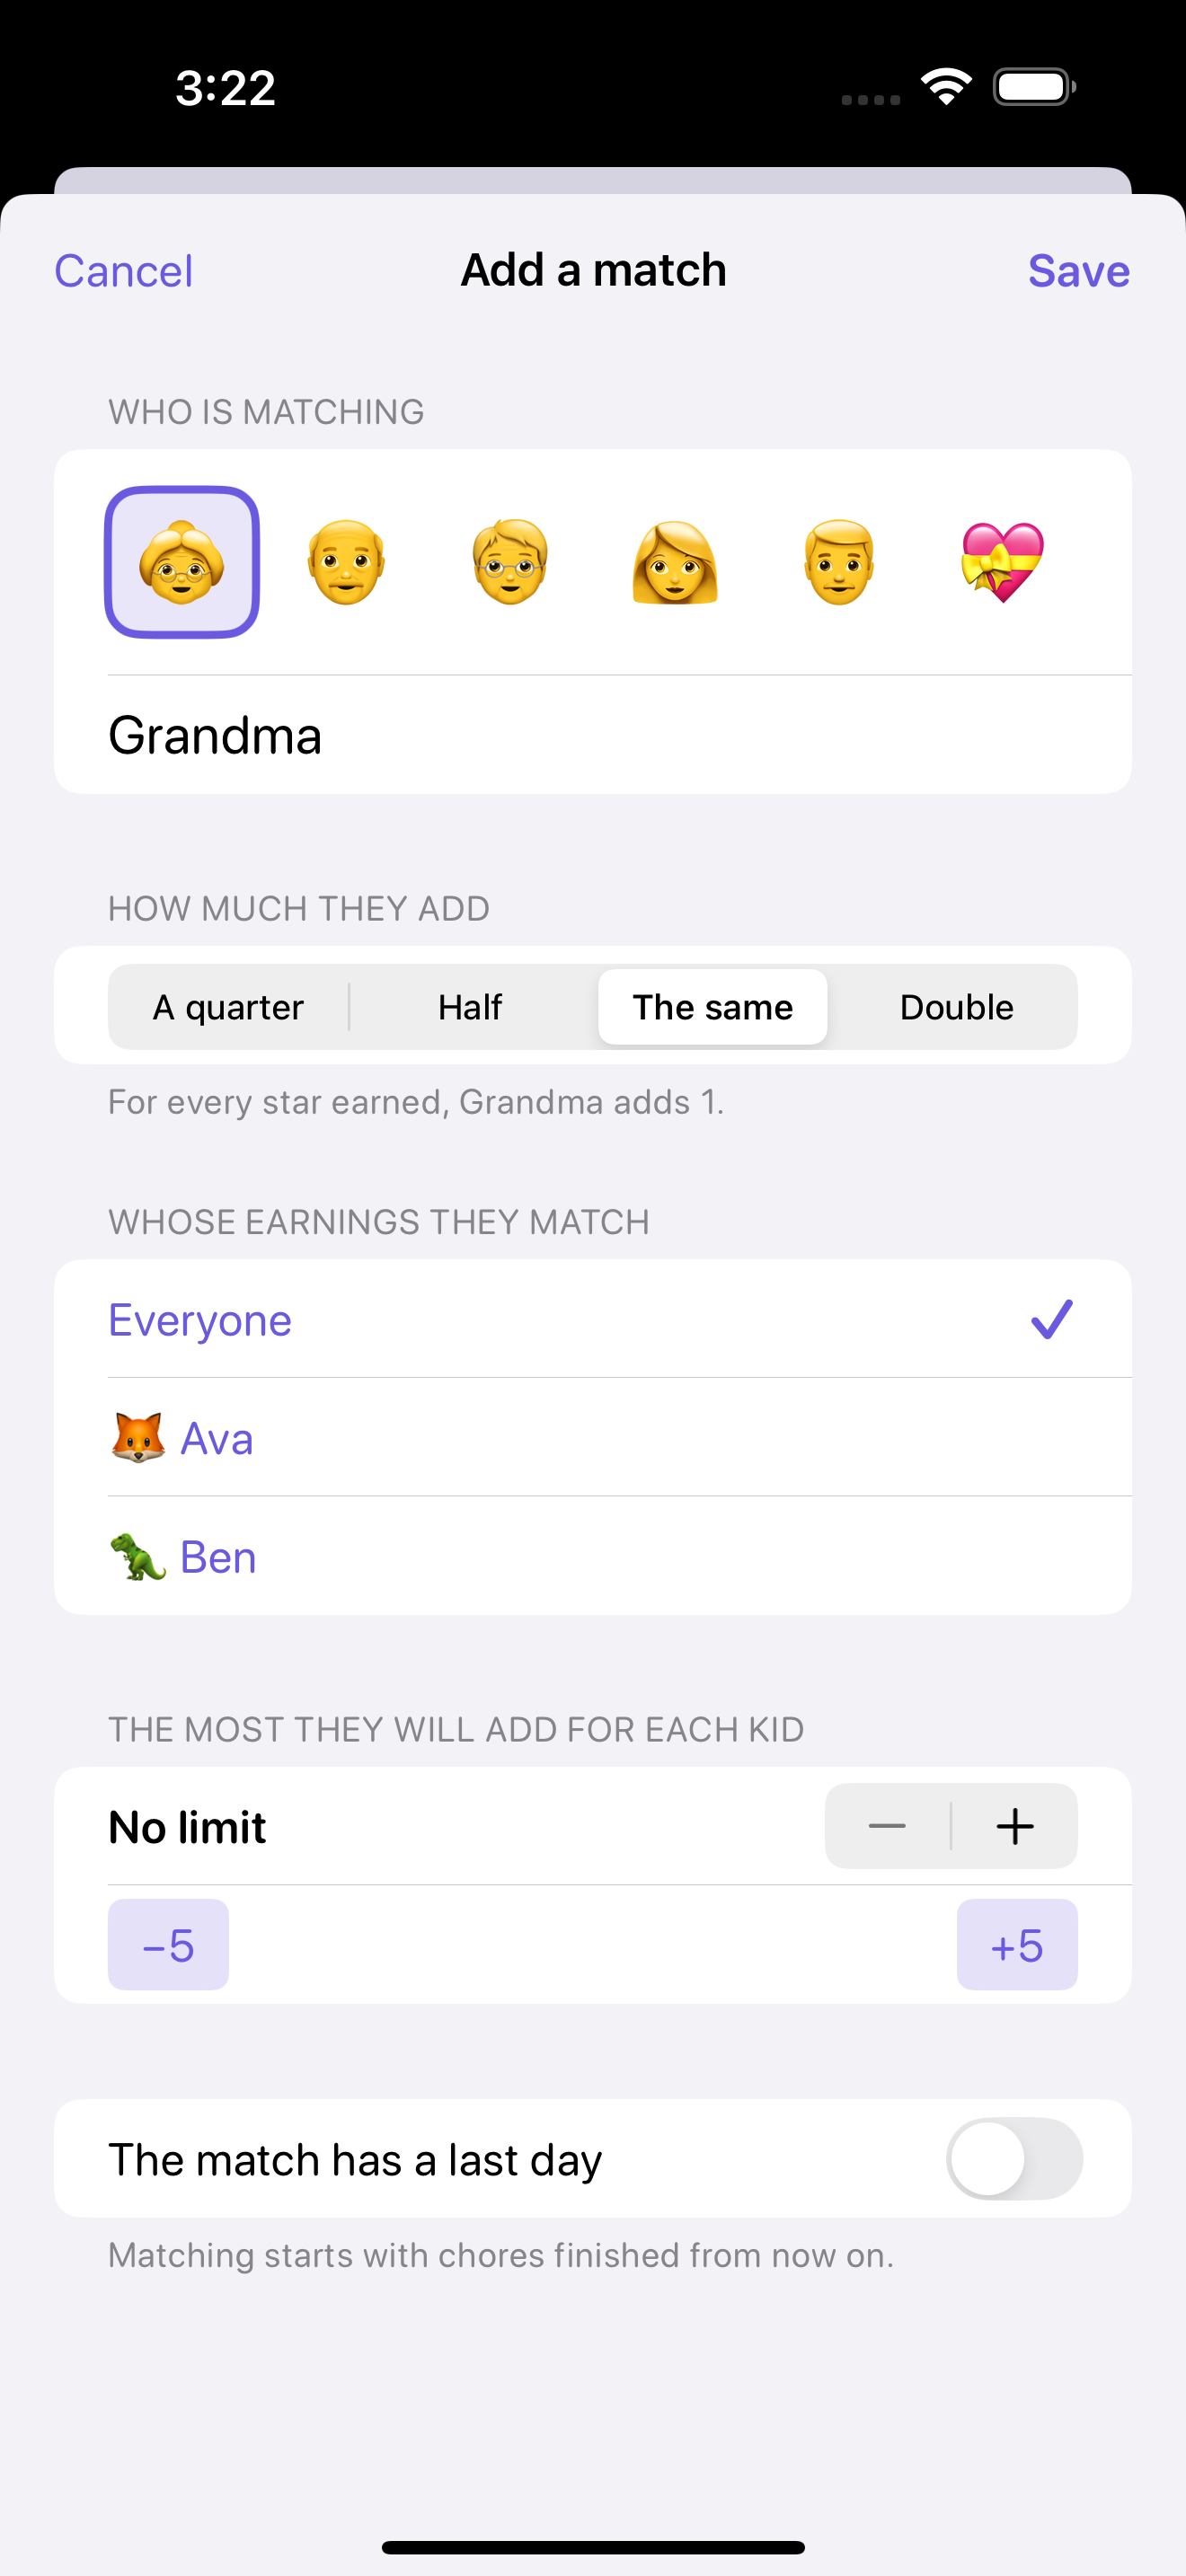 3:22
Cancel
Add a match
Save
WHO IS MATCHING
Grandma
HOW MUCH THEY ADD
A quarter
Half
The same
Double
For every star earned, Grandma adds 1.
WHOSE EARNINGS THEY MATCH
Everyone
Ava
Ben
THE MOST THEY WILL ADD FOR EACH KID
No limit
−5
+5
The match has a last day
Matching starts with chores finished from now on.